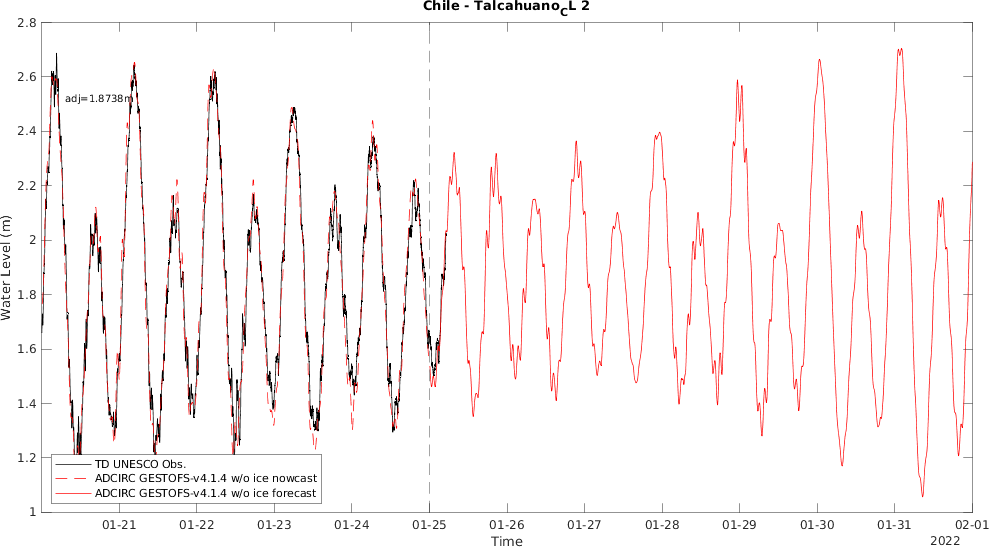 Chile - Talcahuano_CL 2
2.8
2.6
2.4
2.2
2
1.8
1.6
1.4
1.2
1
Water Level (m)
adj=1.8738m
TD UNESCO Obs.
ADCIRC GESTOFS-v4.1.4 w/o ice nowcast
ADCIRC GESTOFS-v4.1.4 w/o ice forecast
01-21 01-22 01-23 01-24 01-25 01-26 01-27 01-28 01-29 01-30 01-31 02-01
Time
2022